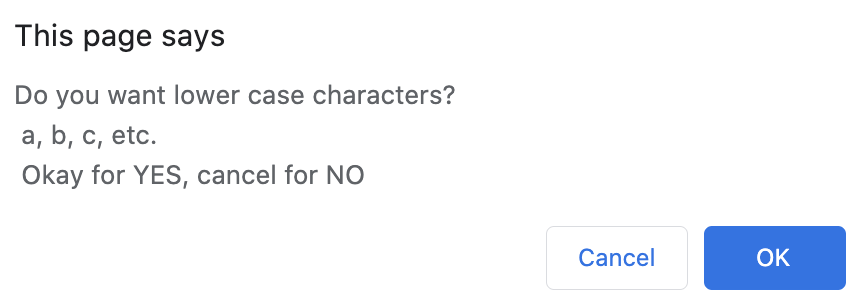 This page says
Do you want lower case characters?
a, b, c, etc.
Okay for YES, cancel for NO
Cancel
OK